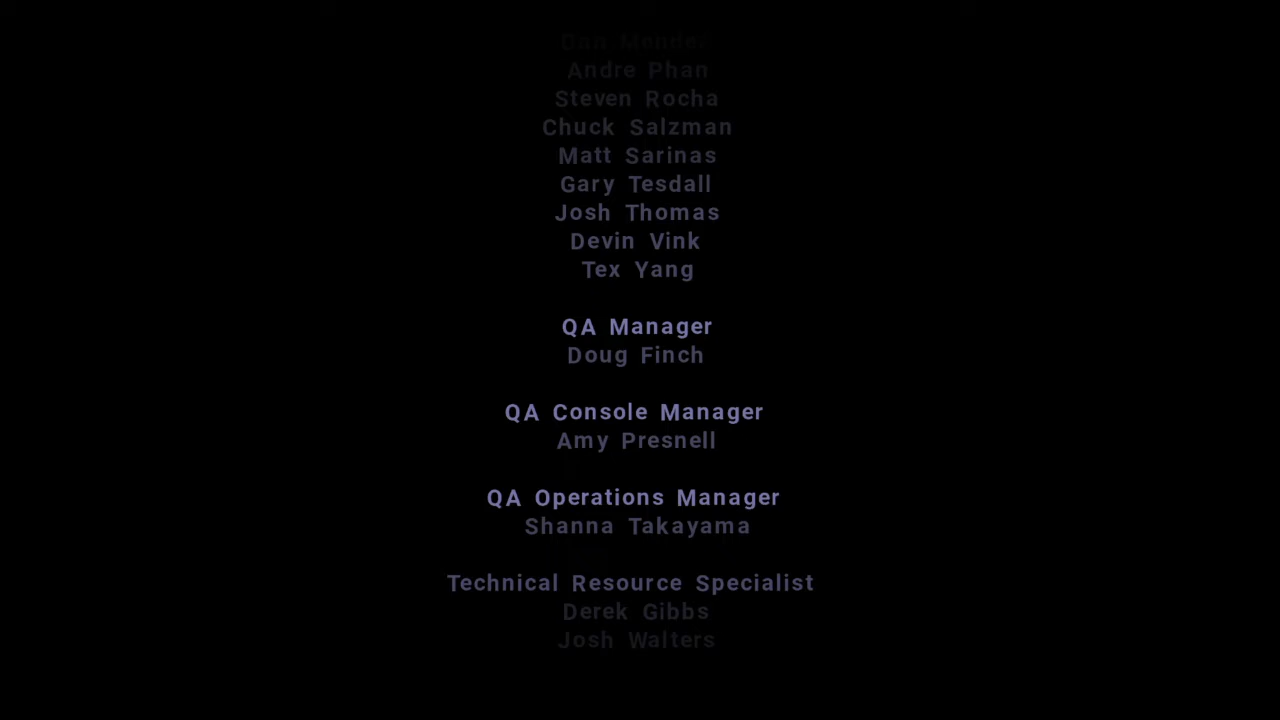 Dan
Andre Phan
Steven Rocha
Chuck Salzman
Matt Sarinas
Gary Tesdall
Josh Thomas
Devin Vink
Tex Yang
QA Manager
Doug Finch
QA Console Manager
Amy Presnell
QA Operations Manager
Shanna Takayama
Technical Resource Specialist
Derek Gibbs
Josh Walters